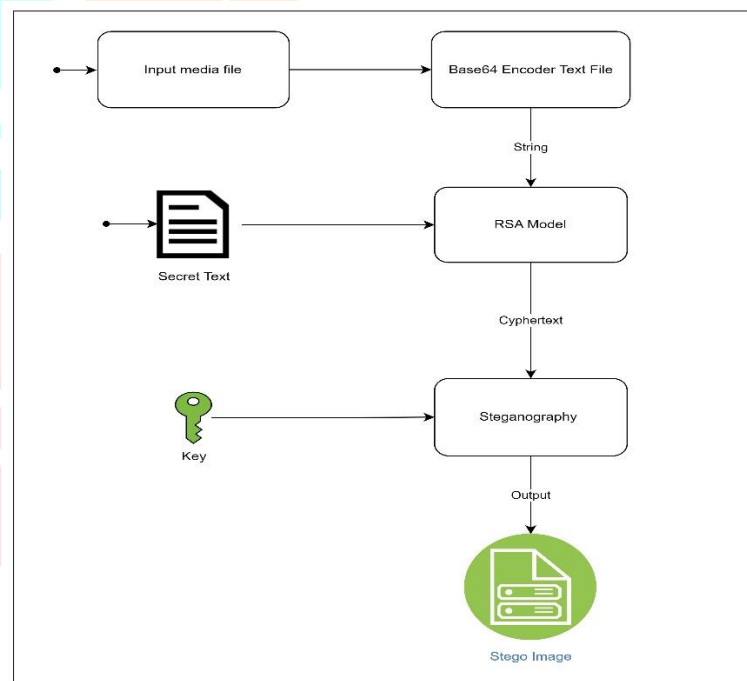 Input media file
Base64 Encoder Text File
String
RSA Model
Secret Text
Cyphertext
Steganography
Key
Output
Stego Image